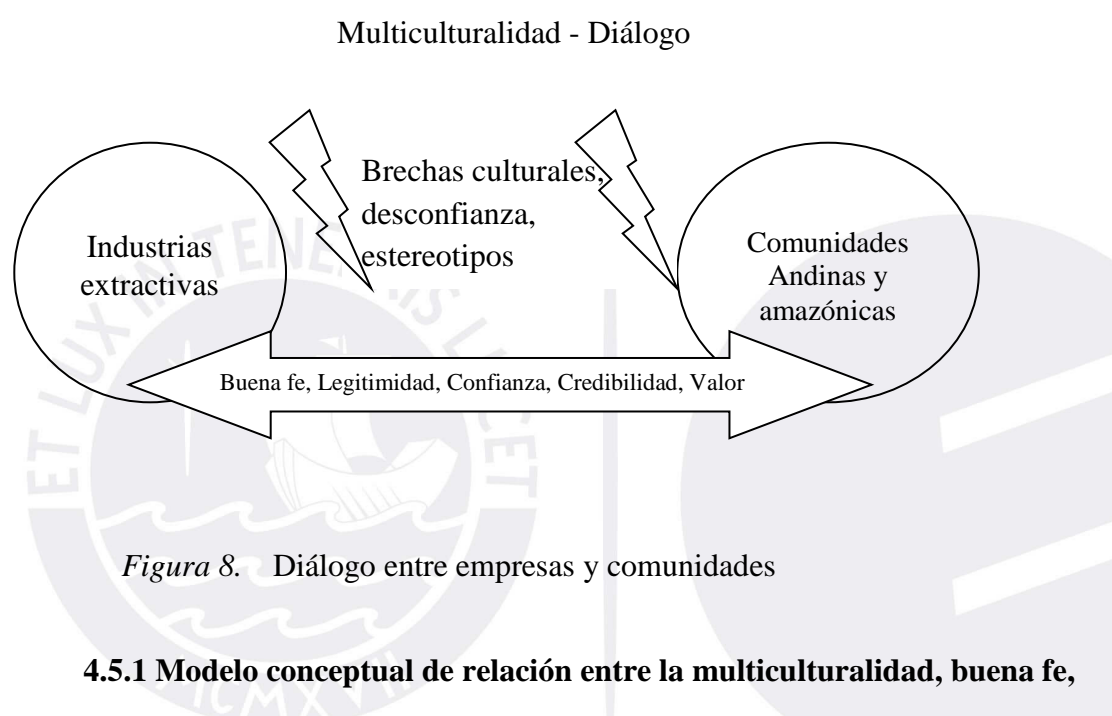 Multiculturalidad - Diálogo
Brechas culturales,
desconfianza,
estereotipos
Industrias
extractivas
Comunidades
Andinas y
amazónicas
Buena fe, Legitimidad, Confianza, Credibilidad, Valor
Figura 8. Diálogo entre empresas y comunidades
4.5.1 Modelo conceptual de relación entre la multiculturalidad, buena fe,